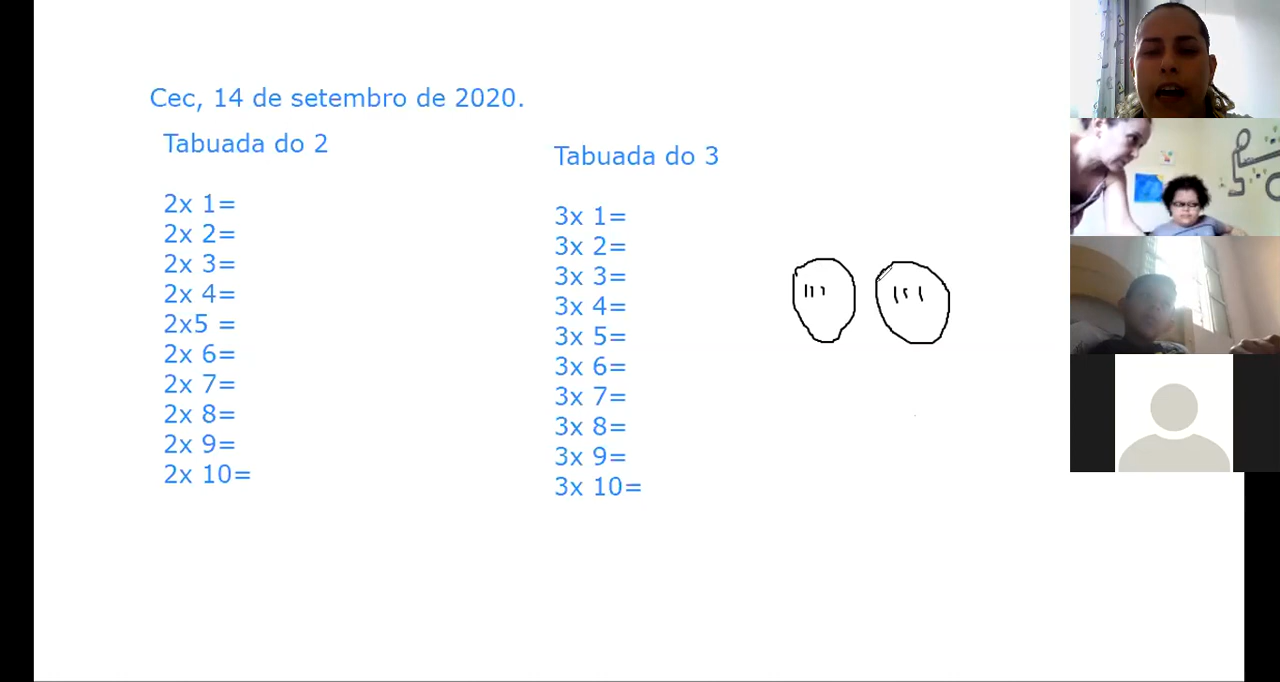 Cec, 14 de setembro de 2020.
Tabuada do 2
2x 1=
2x 2=
2x 3=
2x 4=
2x5 =
2x 6=
2x 7=
2x 8=
2x 9=
2x 10=
Tabuada do 3
3x 1=
3x 2=
3x 3=
3x 4=
3x 5=
3x 6=
3x 7=
3x 8=
3x 9=
3x 10=